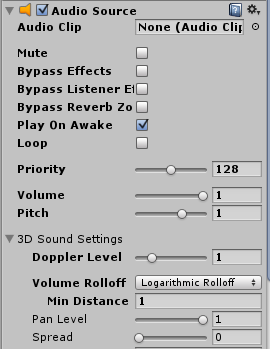 Audio Source
Audio Clip None (Audio Clip
Mute
Bypass Effects
Bypass Listener Ef
Bypass Reverb Zo
Play On Awake
Loop
Priority 128
Volume 1
Pitch 1
3D Sound Settings
Doppler Level 1
Volume Rolloff Logarithmic Rolloff
Min Distance 1
Pan Level 1
Spread 0